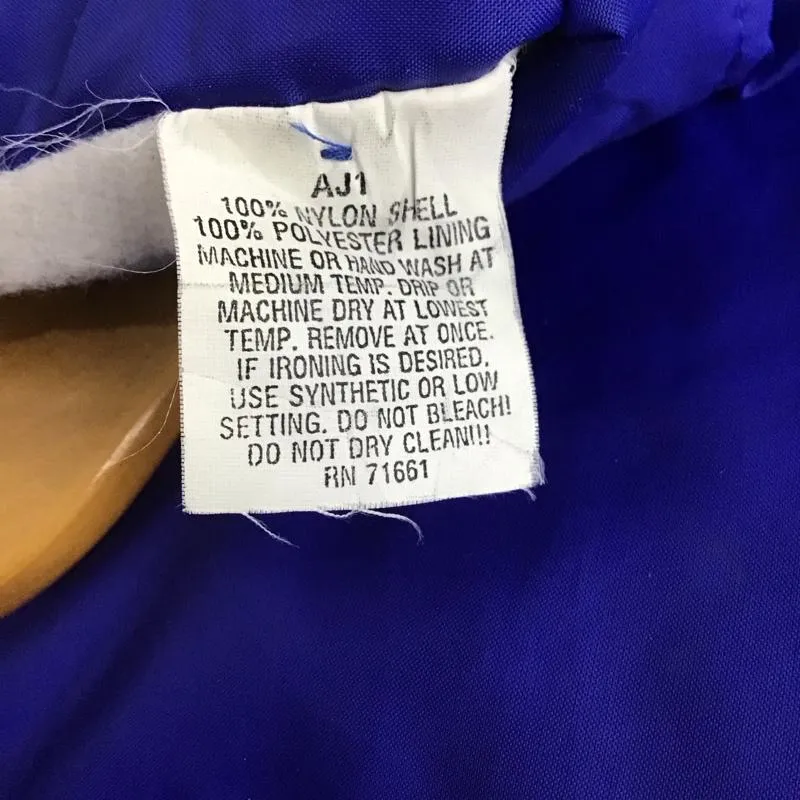 AJ1
100% NYLON SHELL
100% POLYESTER LINING
MACHINE OR HAND WASH AT
MEDIUM TEMP. DRIP OR
MACHINE DRY AT LOWEST
TEMP. REMOVE AT ONCE.
IF IRONING IS DESIRED,
USE SYNTHETIC OR LOW
SETTING. DO NOT BLEACH!
DO NOT DRY CLEAN!!!
RN 71661